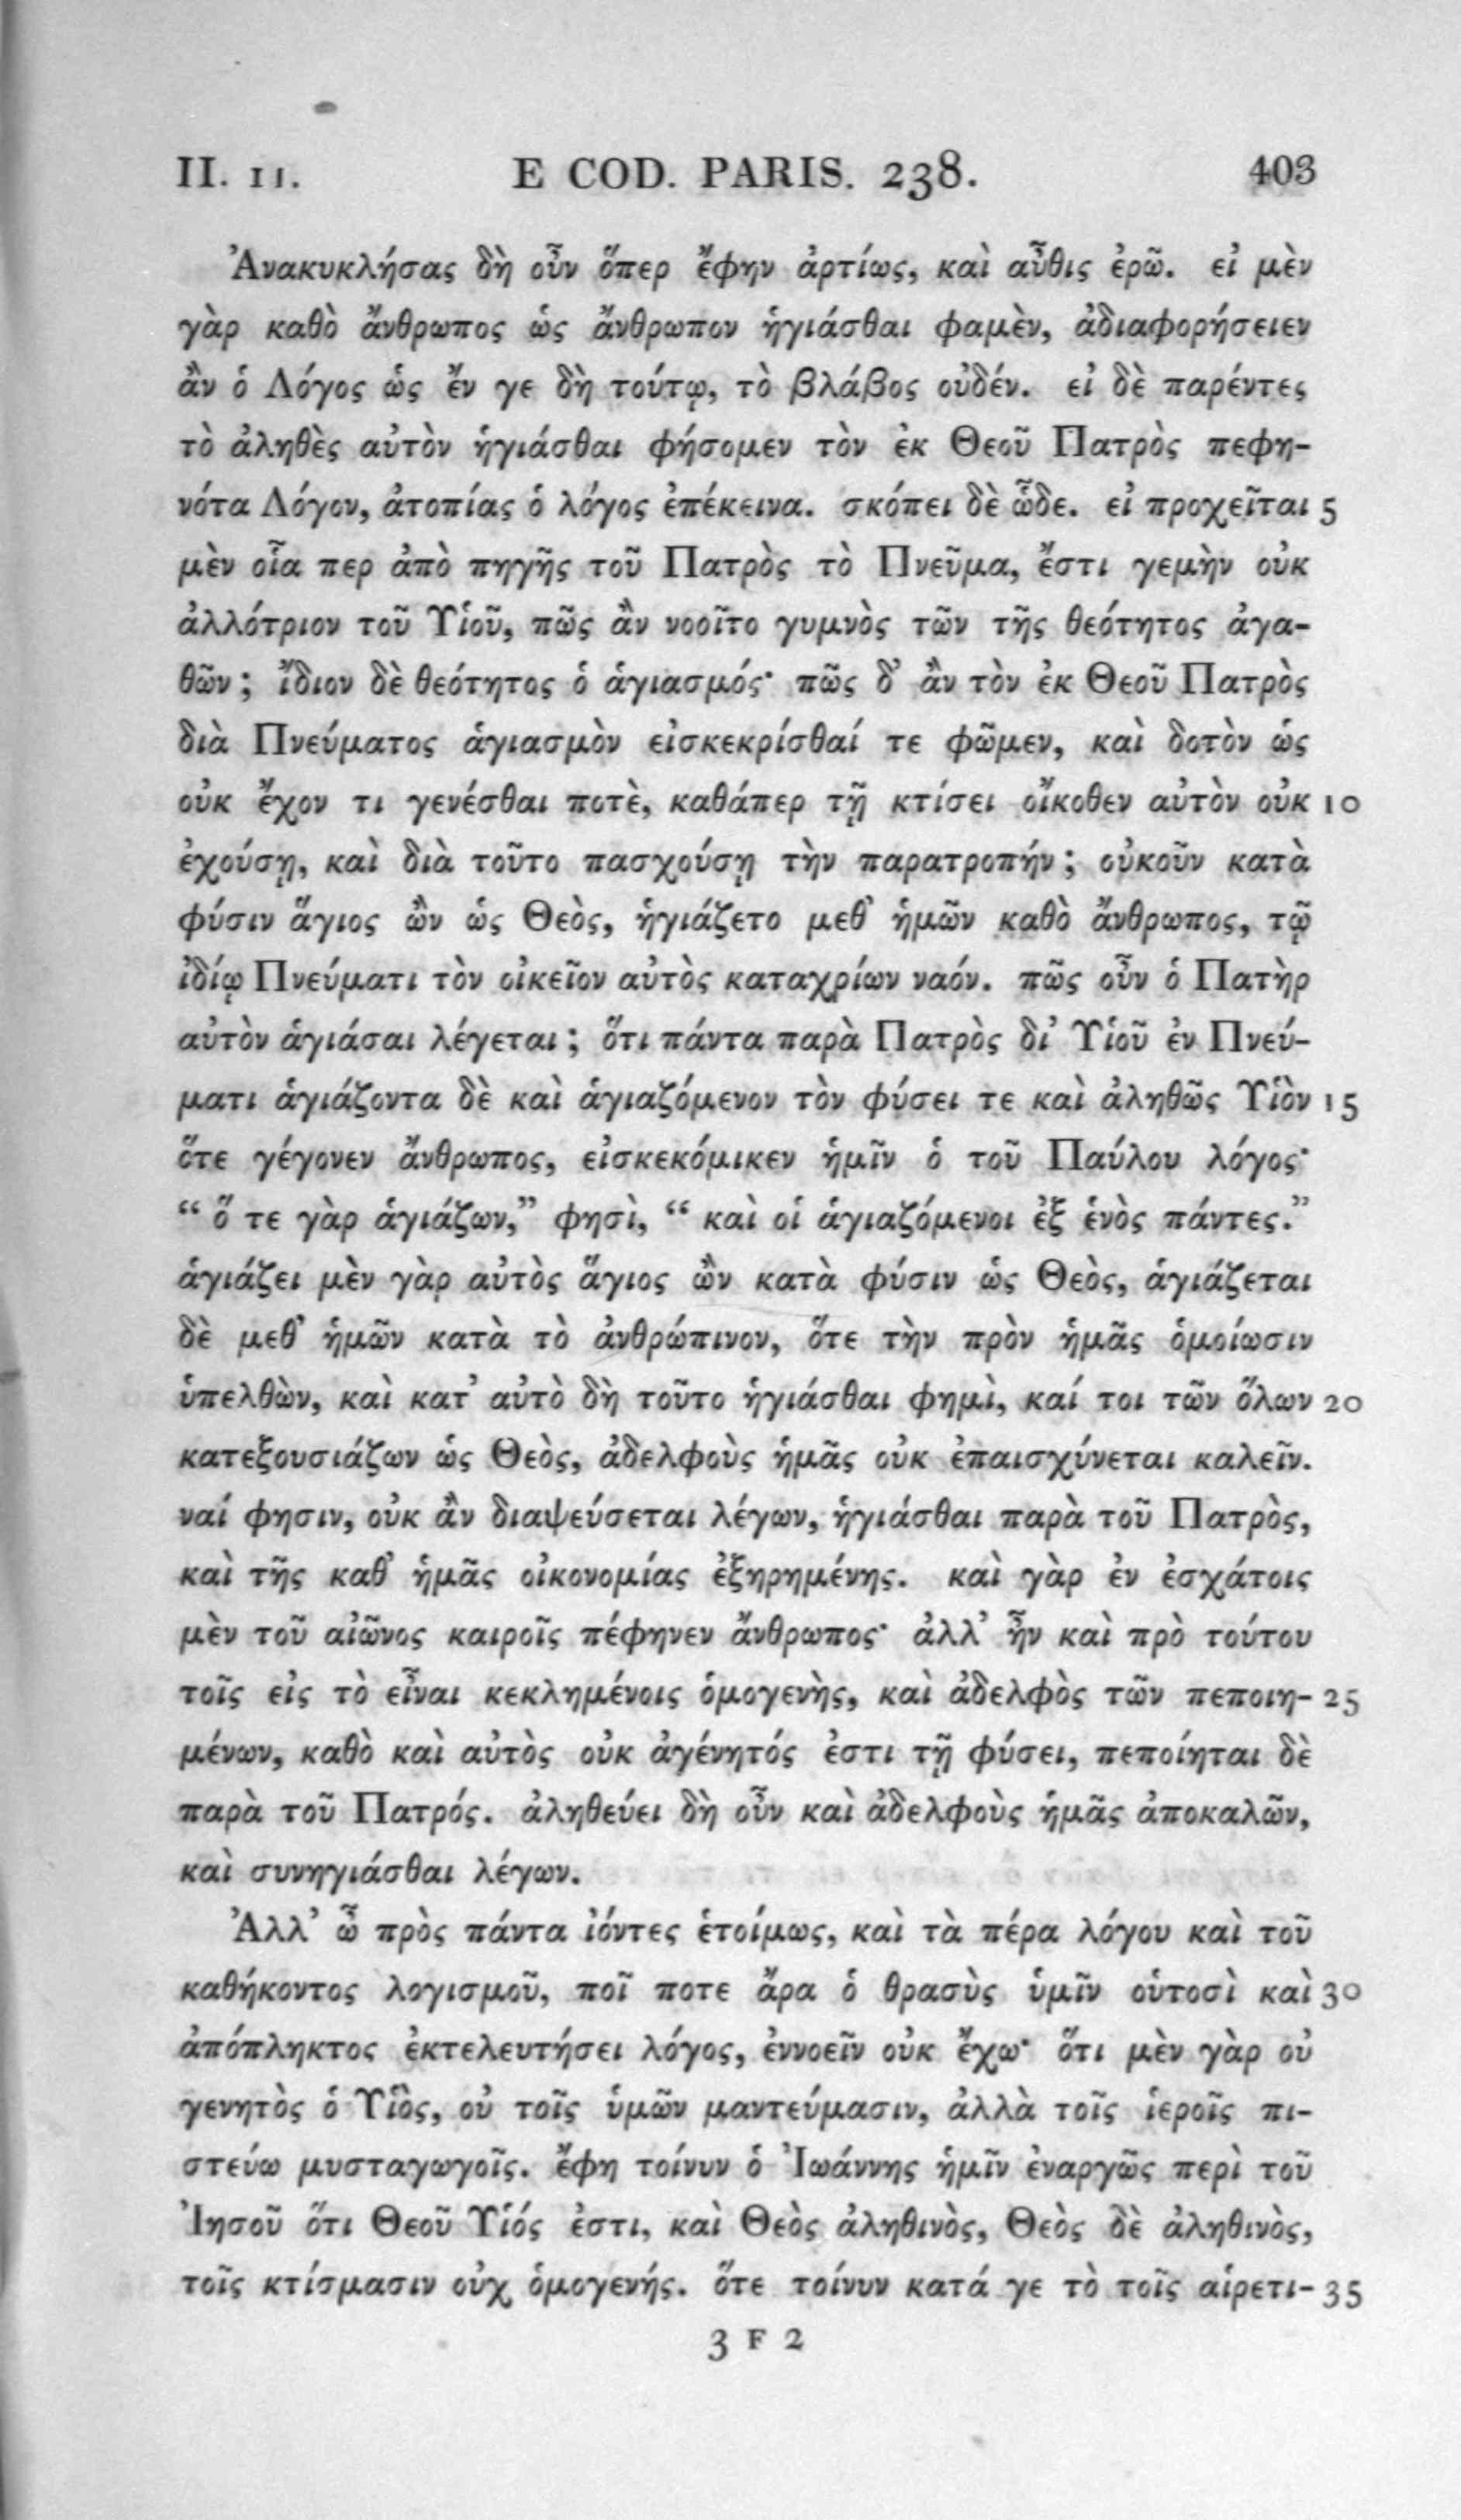 II. 11. E COD. PARIS. 238. 403
Ἀνακυκλήσας δὴ οὖν ὅπερ ἔφην ἀρτίως, καὶ αὖθις ἐρῶ. εἰ μὲν
γὰρ καθὸ ἄνθρωπος ὡς ἄνθρωπον ἡγιάσθαι φαμὲν, ἀδιαφορήσειεν
ἂν ὁ Λόγος ὡς ἔν γε δὴ τούτῳ, τὸ βλάβος οὐδέν. εἰ δὲ παρέντες
τὸ ἀληθὲς αὐτὸν ἡγιάσθαι φήσομεν τὸν ἐκ Θεοῦ Πατρὸς πεφη-
νότα Λόγον, ἀτοπίας ὁ λόγος ἐπέκεινα. σκόπει δὲ ὧδε. εἰ προχεῖται 5
μὲν οἷα περ ἀπὸ πηγῆς τοῦ Πατρὸς τὸ Πνεῦμα, ἔστι γεμὴν οὐκ
ἀλλότριον τοῦ Υἱοῦ, πῶς ἂν νοοῖτο γυμνὸς τῶν τῆς θεότητος ἀγα-
θῶν; ἴδιον δὲ θεότητος ὁ ἁγιασμός· πῶς δ᾽ ἂν τὸν ἐκ Θεοῦ Πατρὸς
διὰ Πνεύματος ἁγιασμὸν εἰσκεκρίσθαί τε φῶμεν, καὶ δοτὸν ὡς
οὐκ ἔχον τι γενέσθαι ποτὲ, καθάπερ τῇ κτίσει οἴκοθεν αὐτὸν οὐκ 10
ἐχούσῃ, καὶ διὰ τοῦτο πασχούσῃ τὴν παρατροπήν; οὐκοῦν κατὰ
φύσιν ἅγιος ὢν ὡς Θεὸς, ἡγιάζετο μεθ᾽ ἡμῶν καθὸ ἄνθρωπος, τῷ
ἰδίῳ Πνεύματι τὸν οἰκεῖον αὐτὸς καταχρίων ναόν. πῶς οὖν ὁ Πατὴρ
αὐτὸν ἁγιάσαι λέγεται; ὅτι πάντα παρὰ Πατρὸς δι᾽ Υἱοῦ ἐν Πνεύ-
ματι ἁγιάζοντα δὲ καὶ ἁγιαζόμενον τὸν φύσει τε καὶ ἀληθῶς Υἱὸν 15
ὅτε γέγονεν ἄνθρωπος, εἰσκεκόμικεν ἡμῖν ὁ τοῦ Παύλου λόγος·
“ ὅ τε γὰρ ἁγιάζων,” φησὶ, “ καὶ οἱ ἁγιαζόμενοι ἐξ ἑνὸς πάντες.”
ἁγιάζει μὲν γὰρ αὐτὸς ἅγιος ὢν κατὰ φύσιν ὡς Θεὸς, ἁγιάζεται
δὲ μεθ᾽ ἡμῶν κατὰ τὸ ἀνθρώπινον, ὅτε τὴν πρὸν ἡμᾶς ὁμοίωσιν
ὑπελθὼν, καὶ κατ᾽ αὐτὸ δὴ τοῦτο ἡγιάσθαι φημὶ, καί τοι τῶν ὅλων 20
κατεξουσιάζων ὡς Θεὸς, ἀδελφοὺς ἡμᾶς οὐκ ἐπαισχύνεται καλεῖν.
ναί φησιν, οὐκ ἂν διαψεύσεται λέγων, ἡγιάσθαι παρὰ τοῦ Πατρὸς,
καὶ τῆς καθ᾽ ἡμᾶς οἰκονομίας ἐξηρημένης. καὶ γὰρ ἐν ἐσχάτοις
μὲν τοῦ αἰῶνος καιροῖς πέφηνεν ἄνθρωπος· ἀλλ᾽ ἦν καὶ πρὸ τούτου
τοῖς εἰς τὸ εἶναι κεκλημένοις ὁμογενὴς, καὶ ἀδελφὸς τῶν πεποιη- 25
μένων, καθὸ καὶ αὐτὸς οὐκ ἀγένητός ἐστι τῇ φύσει, πεποίηται δὲ
παρὰ τοῦ Πατρός. ἀληθεύει δὴ οὖν καὶ ἀδελφοὺς ἡμᾶς ἀποκαλῶν,
καὶ συνηγιάσθαι λέγων.
Ἀλλ᾽ ὦ πρὸς πάντα ἰόντες ἑτοίμως, καὶ τὰ πέρα λόγου καὶ τοῦ
καθήκοντος λογισμοῦ, ποῖ ποτε ἄρα ὁ θρασὺς ὑμῖν οὑτοσὶ καὶ 30
ἀπόπληκτος ἐκτελευτήσει λόγος, ἐννοεῖν οὐκ ἔχω· ὅτι μὲν γὰρ οὐ
γενητὸς ὁ Υἱὸς, οὐ τοῖς ὑμῶν μαντεύμασιν, ἀλλὰ τοῖς ἱεροῖς πι-
στεύω μυσταγωγοῖς. ἔφη τοίνυν ὁ Ἰωάννης ἡμῖν ἐναργῶς περὶ τοῦ
Ἰησοῦ ὅτι Θεοῦ Υἱός ἐστι, καὶ Θεὸς ἀληθινὸς, Θεὸς δὲ ἀληθινὸς,
τοῖς κτίσμασιν οὐχ ὁμογενής. ὅτε τοίνυν κατά γε τὸ τοῖς αἱρετι- 35
3 F 2